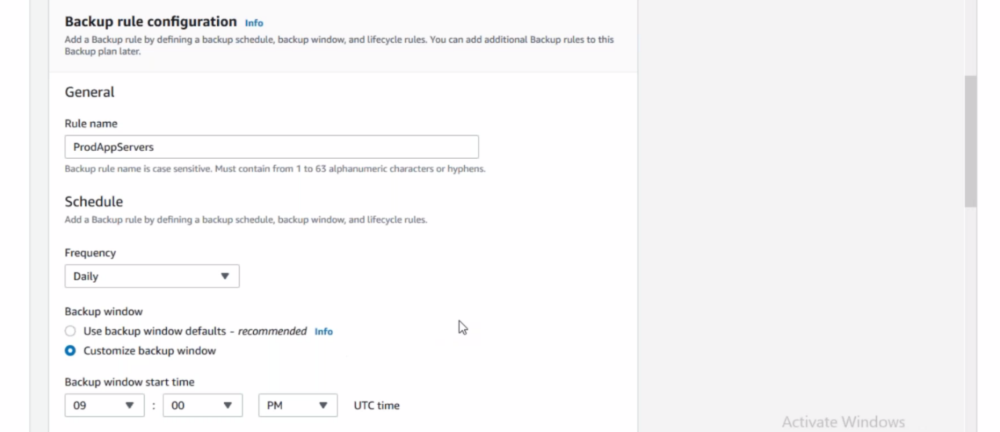 Backup rule configuration Info
Add a Backup rule by defining a backup schedule, backup window, and lifecycle rules. You can add additional Backup rules to this
Backup plan later.
General
Rule name
ProdAppServers
Backup rule name is case sensitive. Must contain from 1 to 63 alphanumeric characters or hyphens.
Schedule
Add a Backup rule by defining a backup schedule, backup window, and lifecycle rules.
Frequency
Daily
Backup window
Use backup window defaults - recommended Info
Customize backup window
Backup window start time
09 : 00 PM UTC time
Activate Windows